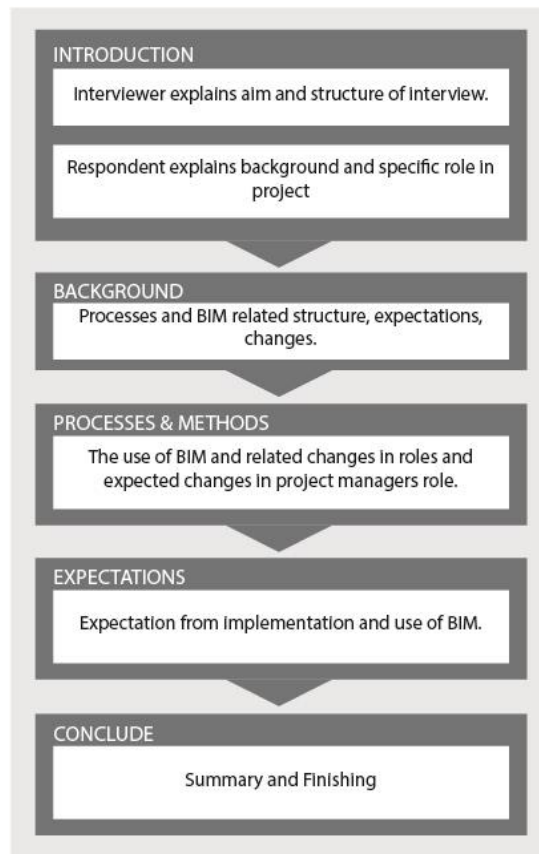 INTRODUCTION
Interviewer explains aim and structure of interview.
Respondent explains background and specific role in
project
BACKGROUND
Processes and BIM related structure, expectations,
changes.
PROCESSES & METHODS
The use of BIM and related changes in roles and
expected changes in project managers role.
EXPECTATIONS
Expectation from implementation and use of BIM.
CONCLUDE
Summary and Finishing